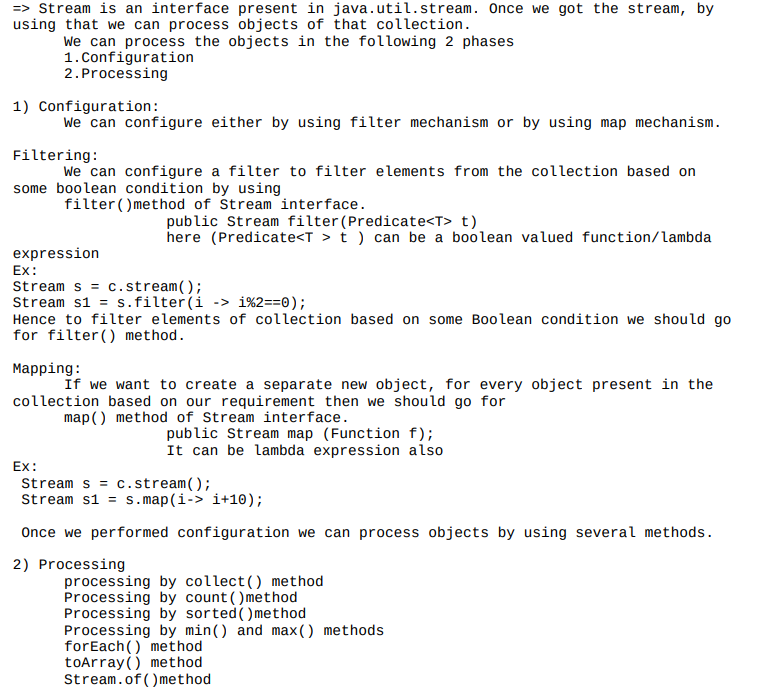 => Stream is an interface present in java.util.stream. Once we got the stream, by
using that we can process objects of that collection.
We can process the objects in the following 2 phases
1.Configuration
2.Processing
1) Configuration:
We can configure either by using filter mechanism or by using map mechanism.
Filtering:
We can configure a filter to filter elements from the collection based on
some boolean condition by using
filter()method of Stream interface.
public Stream filter(Predicate<T> t)
here (Predicate<T > t ) can be a boolean valued function/lambda
expression
Ex:
Stream s = c.stream();
Stream s1 = s.filter(i -> i%2==0);
Hence to filter elements of collection based on some Boolean condition we should go
for filter() method.
Mapping:
If we want to create a separate new object, for every object present in the
collection based on our requirement then we should go for
map() method of Stream interface.
public Stream map (Function f);
It can be lambda expression also
Ex:
Stream s = c.stream();
Stream s1 = s.map(i-> i+10);
Once we performed configuration we can process objects by using several methods.
2) Processing
processing by collect() method
Processing by count()method
Processing by sorted()method
Processing by min() and max() methods
forEach() method
toArray() method
Stream.of()method